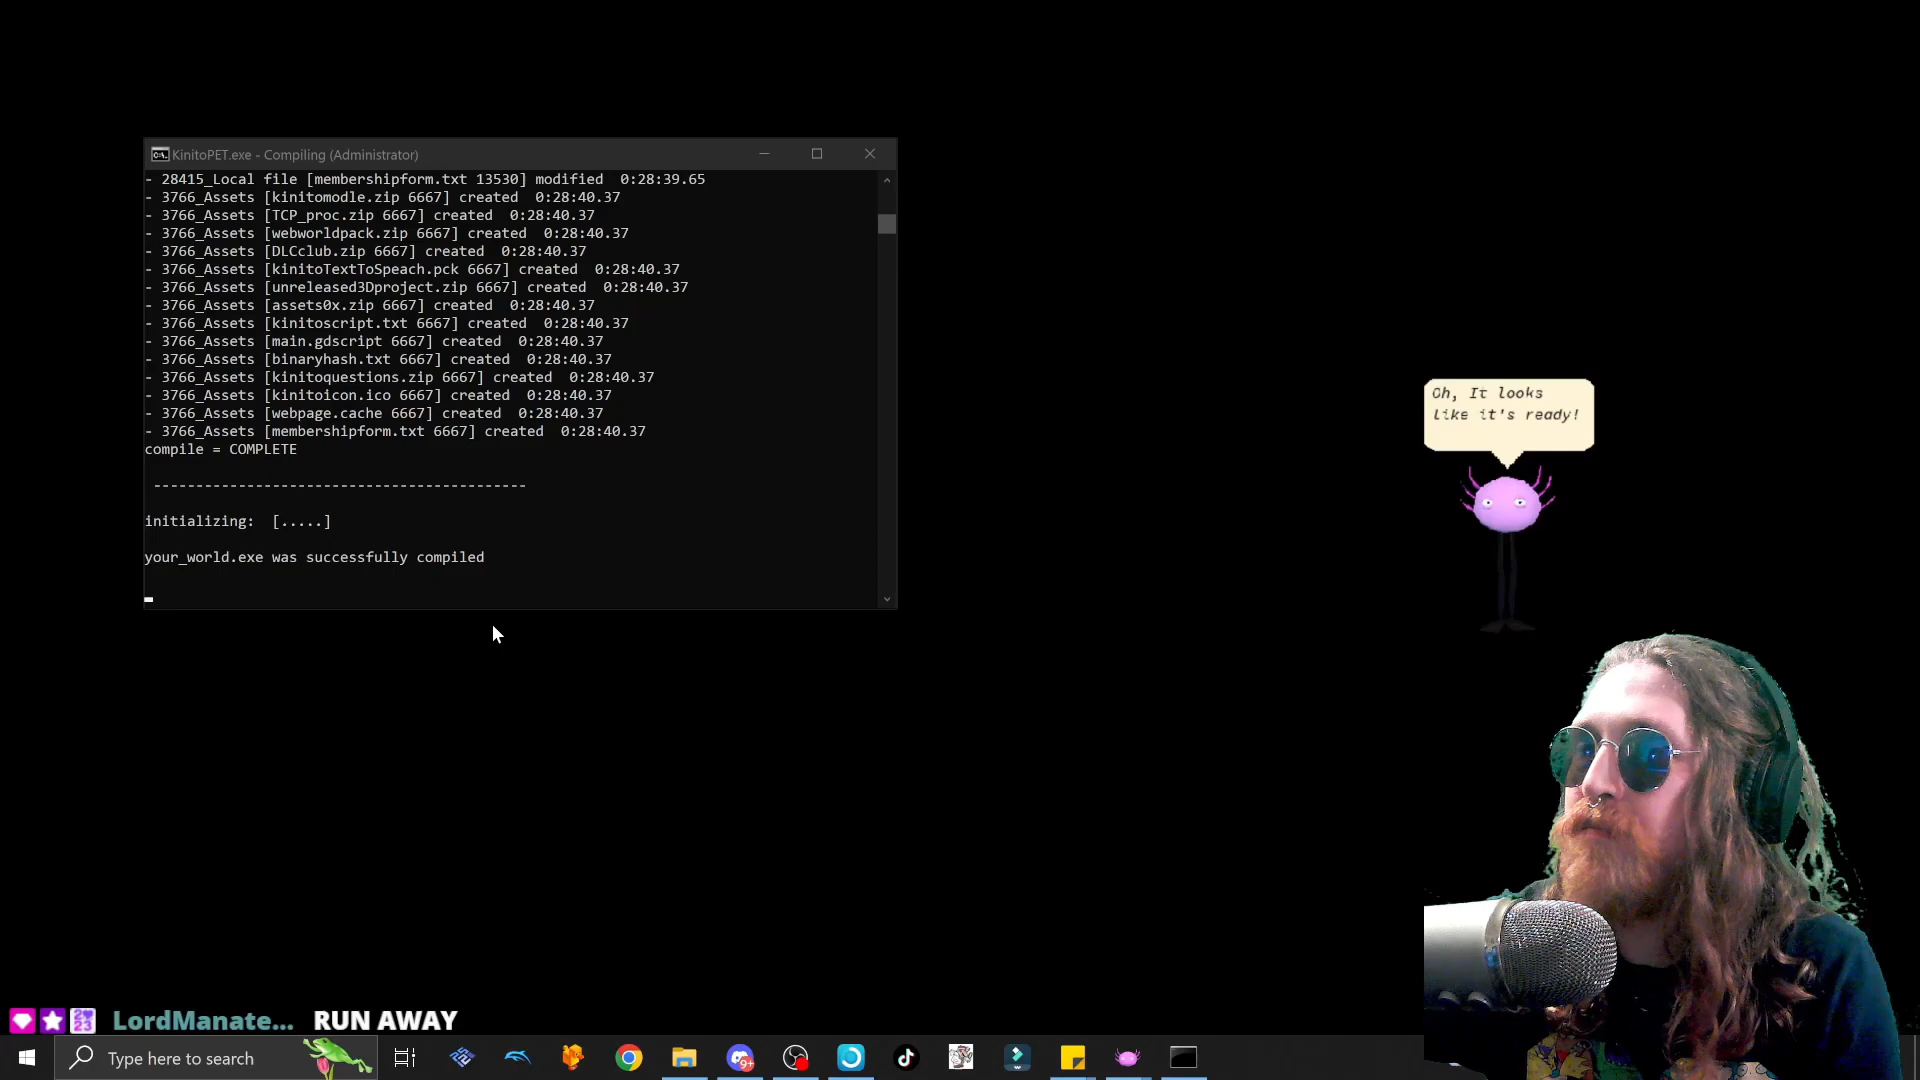 KinitoPET.exe - Compiling (Administrator)
- 28415_Local file [membershipform.txt 13530] modified  0:28:39.65
- 3766_Assets [kinitomodle.zip 6667] created  0:28:40.37
- 3766_Assets [TCP_proc.zip 6667] created  0:28:40.37
- 3766_Assets [webworldpack.zip 6667] created  0:28:40.37
- 3766_Assets [DLCclub.zip 6667] created  0:28:40.37
- 3766_Assets [kinitoTextToSpeach.pck 6667] created  0:28:40.37
- 3766_Assets [unreleased3Dproject.zip 6667] created  0:28:40.37
- 3766_Assets [assets0x.zip 6667] created  0:28:40.37
- 3766_Assets [kinitoscript.txt 6667] created  0:28:40.37
- 3766_Assets [main.gdscript 6667] created  0:28:40.37
- 3766_Assets [binaryhash.txt 6667] created  0:28:40.37
- 3766_Assets [kinitoquestions.zip 6667] created  0:28:40.37
- 3766_Assets [kinitoicon.ico 6667] created  0:28:40.37
- 3766_Assets [webpage.cache 6667] created  0:28:40.37
- 3766_Assets [membershipform.txt 6667] created  0:28:40.37
compile = COMPLETE
--------------------------------------------
initializing:  [.....]
your_world.exe was successfully compiled
Oh, It looks
like it's ready!
LordManate... RUN AWAY
Type here to search
9+